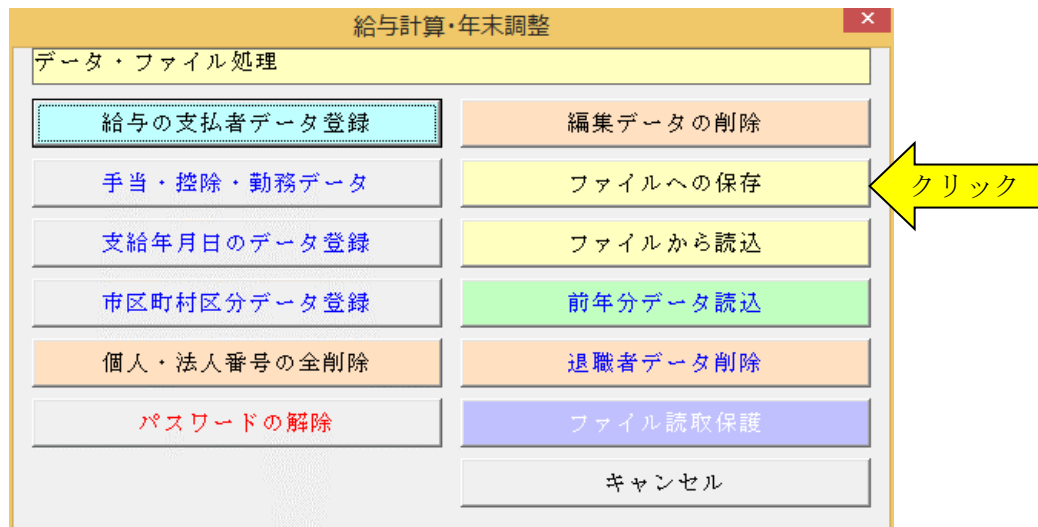 給与計算・年末調整
データ・ファイル処理
給与の支払者データ登録
編集データの削除
手当・控除・勤務データ
ファイルへの保存
クリック
支給年月日のデータ登録
ファイルから読込
市区町村区分データ登録
前年分データ読込
個人・法人番号の全削除
退職者データ削除
パスワードの解除
ファイル読取保護
キャンセル